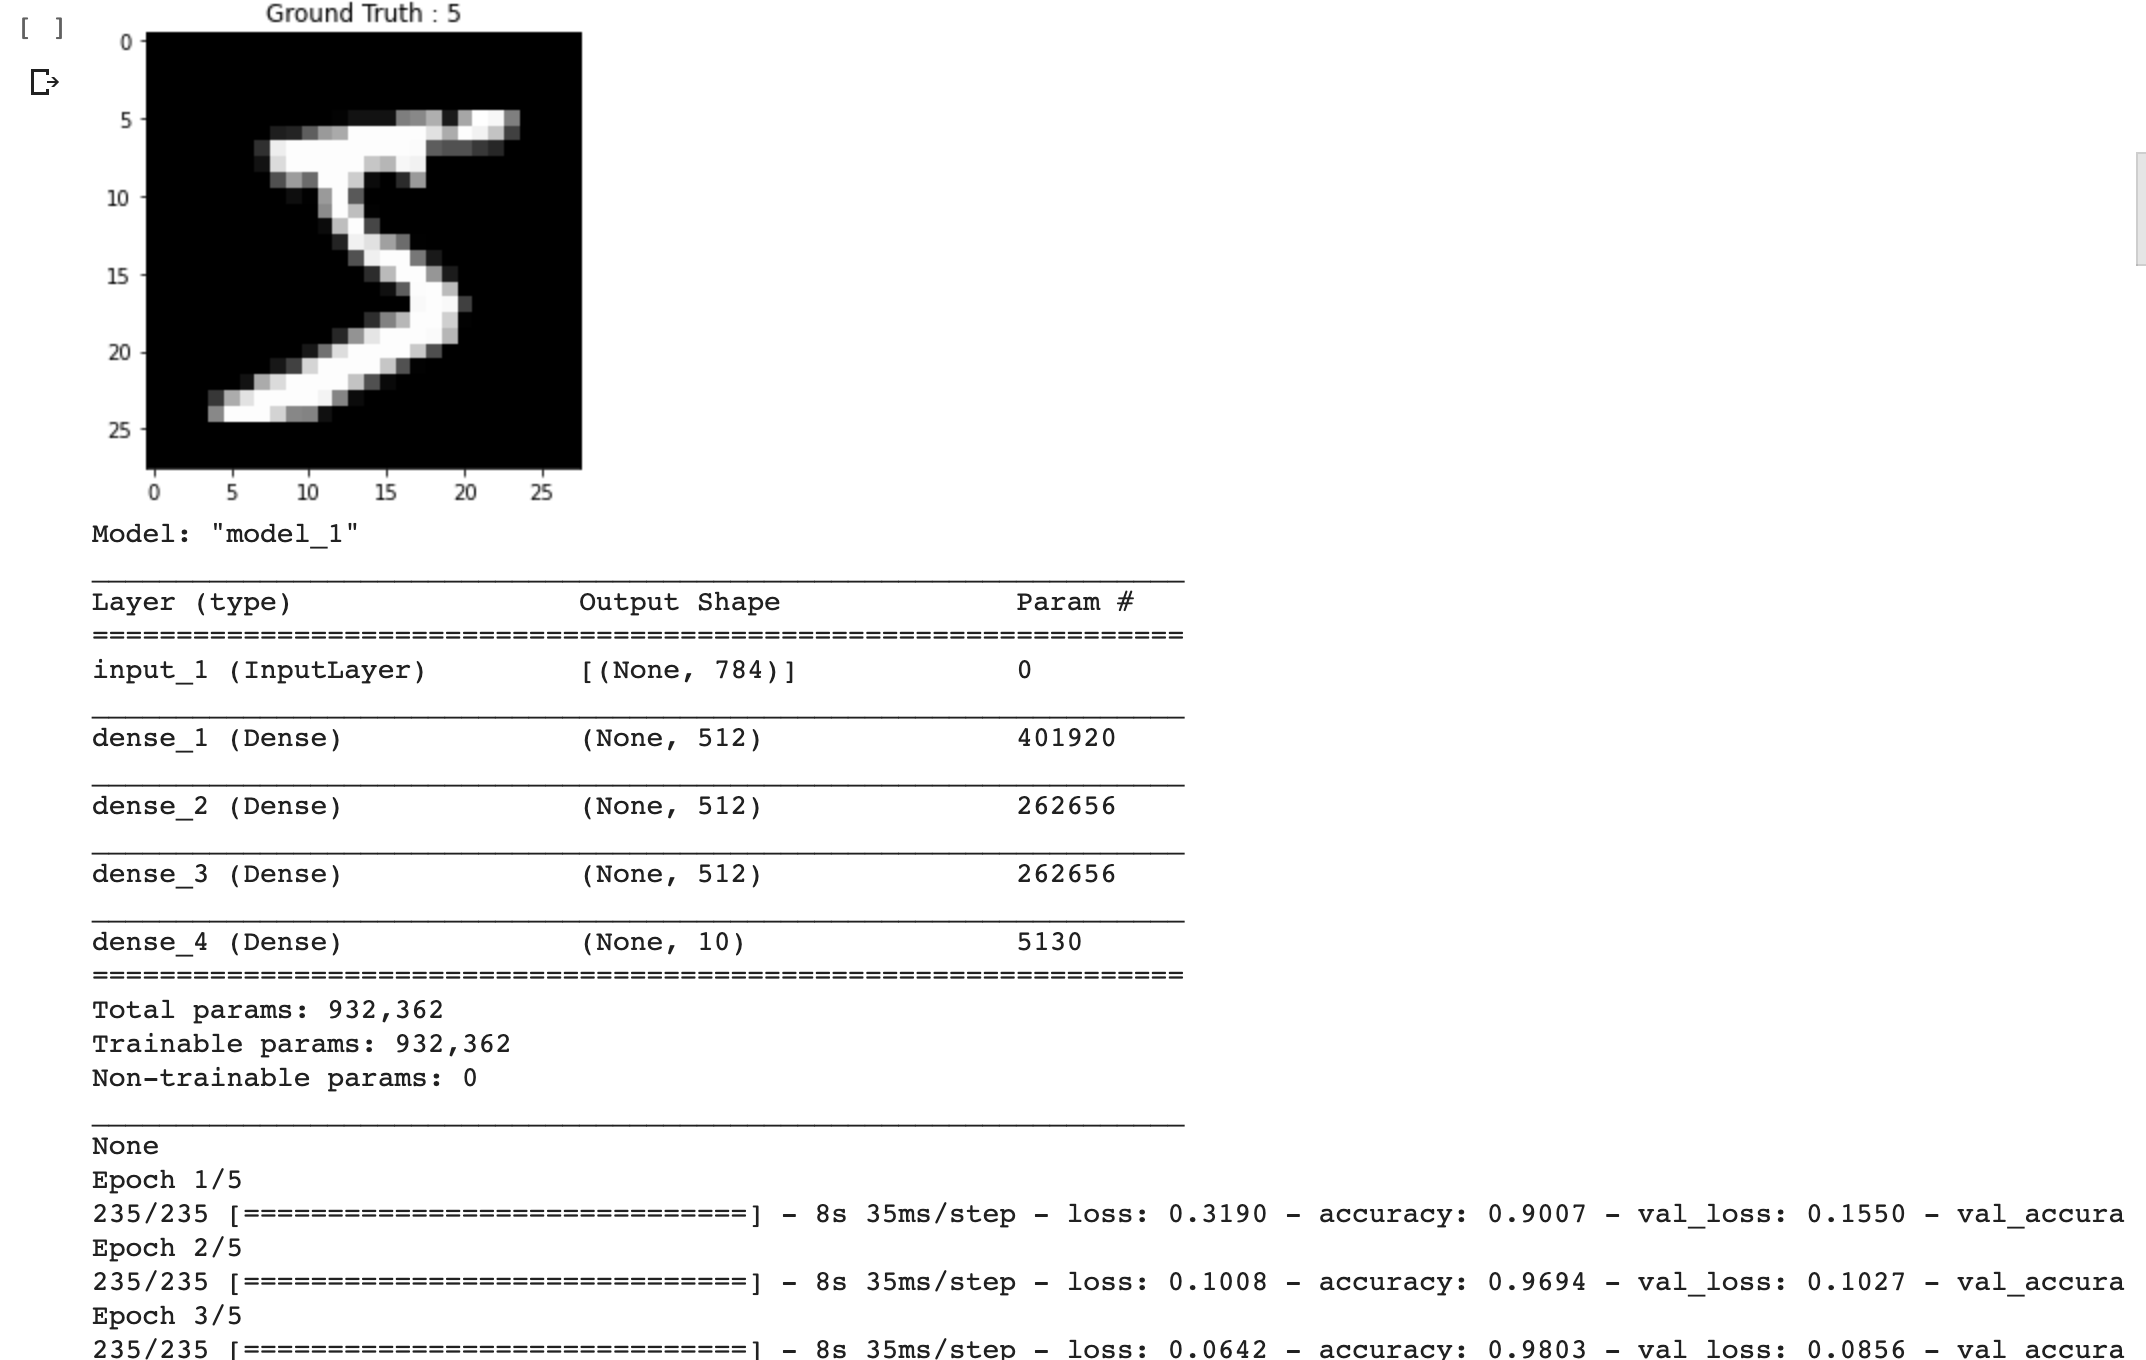 [ ]
Ground Truth : 5
0
5
10
15
20
25
0 5 10 15 20 25
Model: "model_1"
_________________________________________________________________
Layer (type)                 Output Shape              Param #
=================================================================
input_1 (InputLayer)         [(None, 784)]             0
_________________________________________________________________
dense_1 (Dense)              (None, 512)               401920
_________________________________________________________________
dense_2 (Dense)              (None, 512)               262656
_________________________________________________________________
dense_3 (Dense)              (None, 512)               262656
_________________________________________________________________
dense_4 (Dense)              (None, 10)                5130
=================================================================
Total params: 932,362
Trainable params: 932,362
Non-trainable params: 0
_________________________________________________________________
None
Epoch 1/5
235/235 [==============================] - 8s 35ms/step - loss: 0.3190 - accuracy: 0.9007 - val_loss: 0.1550 - val_accura
Epoch 2/5
235/235 [==============================] - 8s 35ms/step - loss: 0.1008 - accuracy: 0.9694 - val_loss: 0.1027 - val_accura
Epoch 3/5
235/235 [==============================] - 8s 35ms/step - loss: 0.0642 - accuracy: 0.9803 - val_loss: 0.0856 - val_accura